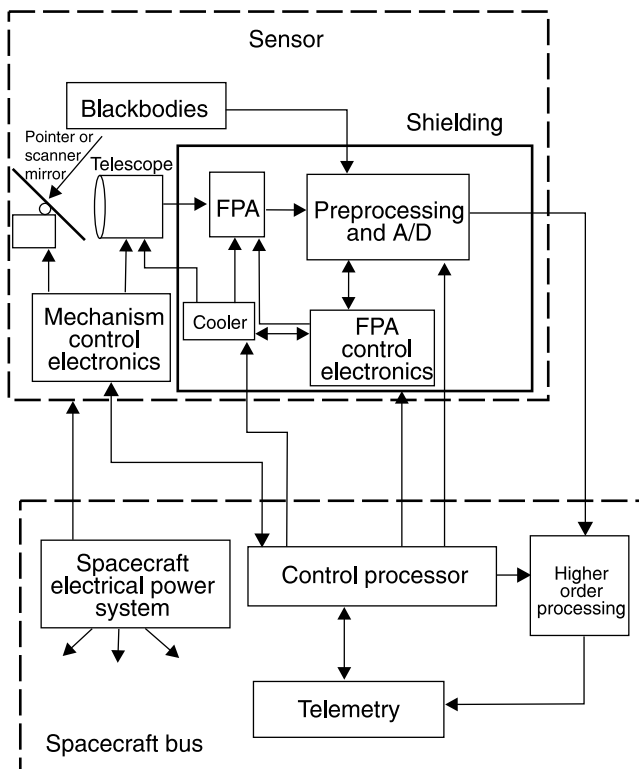 Sensor
Blackbodies
Shielding
Pointer or
scanner
mirror
Telescope
FPA
Preprocessing
and A/D
Mechanism
control
electronics
Cooler
FPA
control
electronics
Spacecraft
electrical power
system
Control processor
Higher
order
processing
Telemetry
Spacecraft bus